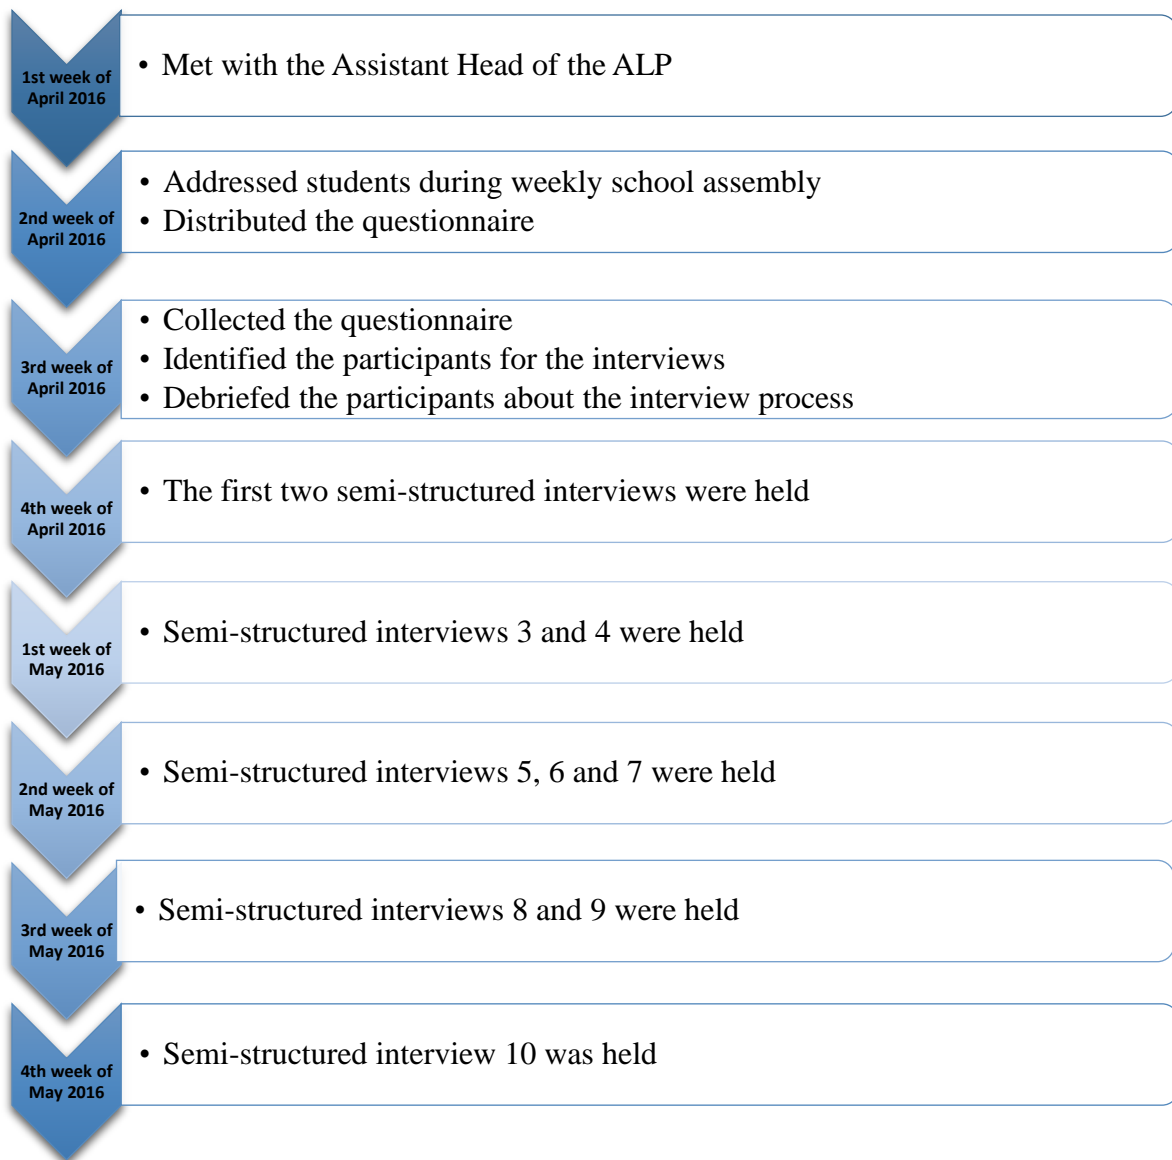 1st week of
April 2016
• Met with the Assistant Head of the ALP
2nd week of
April 2016
• Addressed students during weekly school assembly
• Distributed the questionnaire
3rd week of
April 2016
• Collected the questionnaire
• Identified the participants for the interviews
• Debriefed the participants about the interview process
4th week of
April 2016
• The first two semi-structured interviews were held
1st week of
May 2016
• Semi-structured interviews 3 and 4 were held
2nd week of
May 2016
• Semi-structured interviews 5, 6 and 7 were held
3rd week of
May 2016
• Semi-structured interviews 8 and 9 were held
4th week of
May 2016
• Semi-structured interview 10 was held